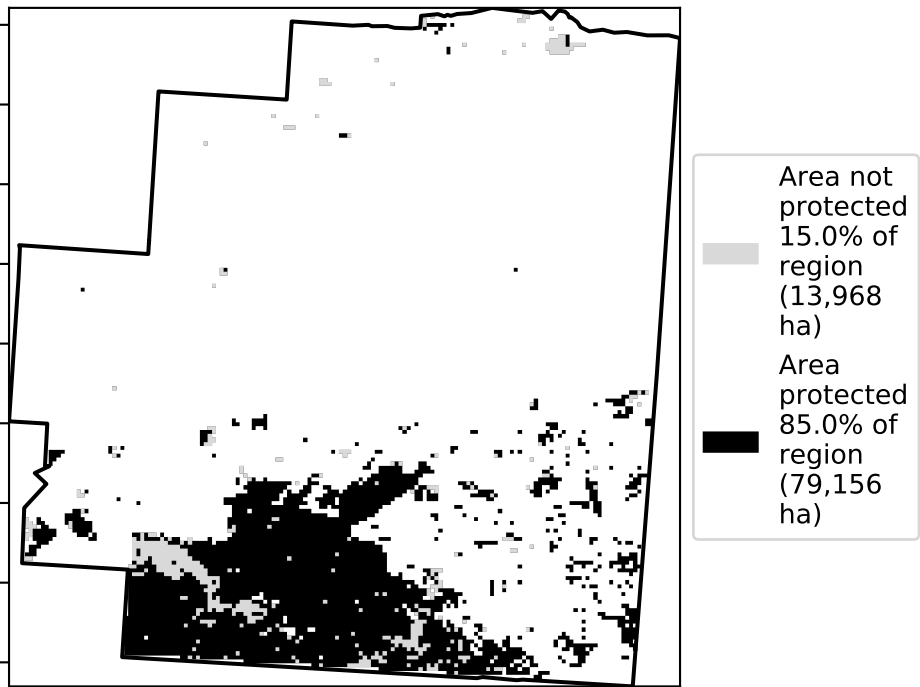 Area not
protected
15.0% of
region
(13,968
ha)
Area
protected
85.0% of
region
(79,156
ha)